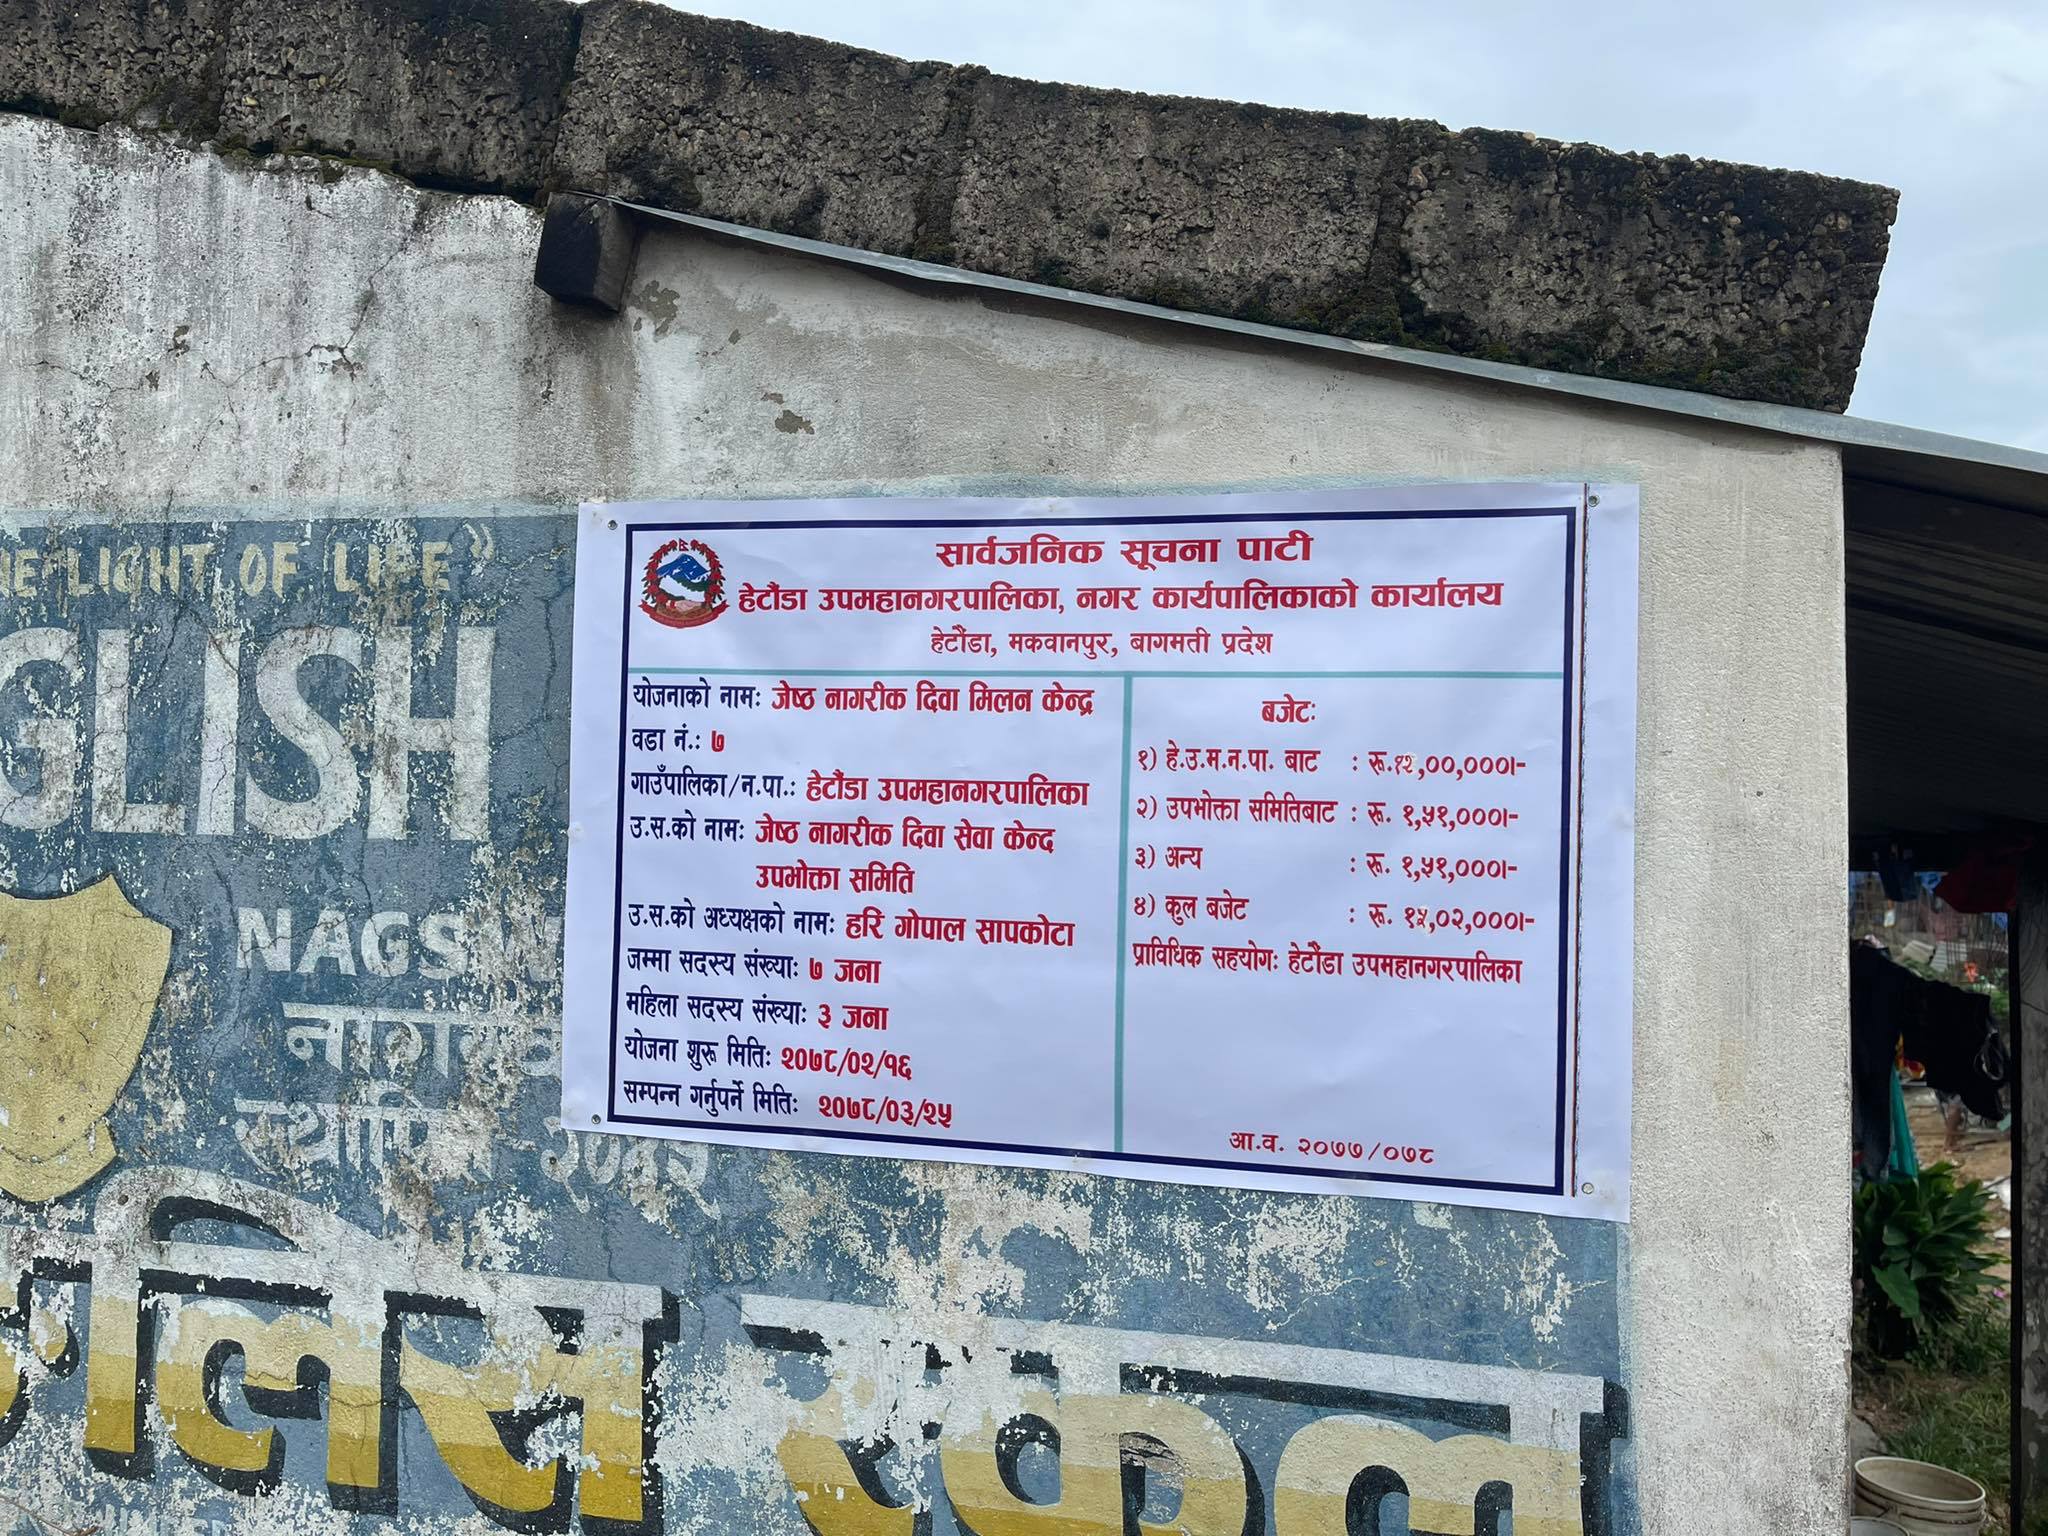 सार्वजनिक सूचना पाटी
हेटौंडा उपमहानगरपालिका, नगर कार्यपालिकाको कार्यालय
हेटौंडा, मकवानपुर, बागमती प्रदेश
योजनाको नामः जेष्ठ नागरीक दिवा मिलन केन्द्र
वडा नं.: ७
गाउँपालिका/न.पा.: हेटौंडा उपमहानगरपालिका
उ.स.को नामः जेष्ठ नागरीक दिवा सेवा केन्द
उपभोक्ता समिति
उ.स.को अध्यक्षको नामः हरि गोपाल सापकोटा
जम्मा सदस्य संख्याः ७ जना
महिला सदस्य संख्याः ३ जना
योजना शुरू मितिः २०७८/०२/१६
सम्पन्न गर्नुपर्ने मितिः २०७८/०३/२५
बजेटः
१) हे.उ.म.न.पा. बाट : रू.१२,००,०००।-
२) उपभोक्ता समितिबाट : रू. १,५१,०००।-
३) अन्य : रू. १,५१,०००।-
४) कुल बजेट : रू. १५,०२,०००।-
प्राविधिक सहयोगः हेटौंडा उपमहानगरपालिका
आ.व. २०७७/०७८
LIGHT OF LIFE”
GLISH
स्कूल